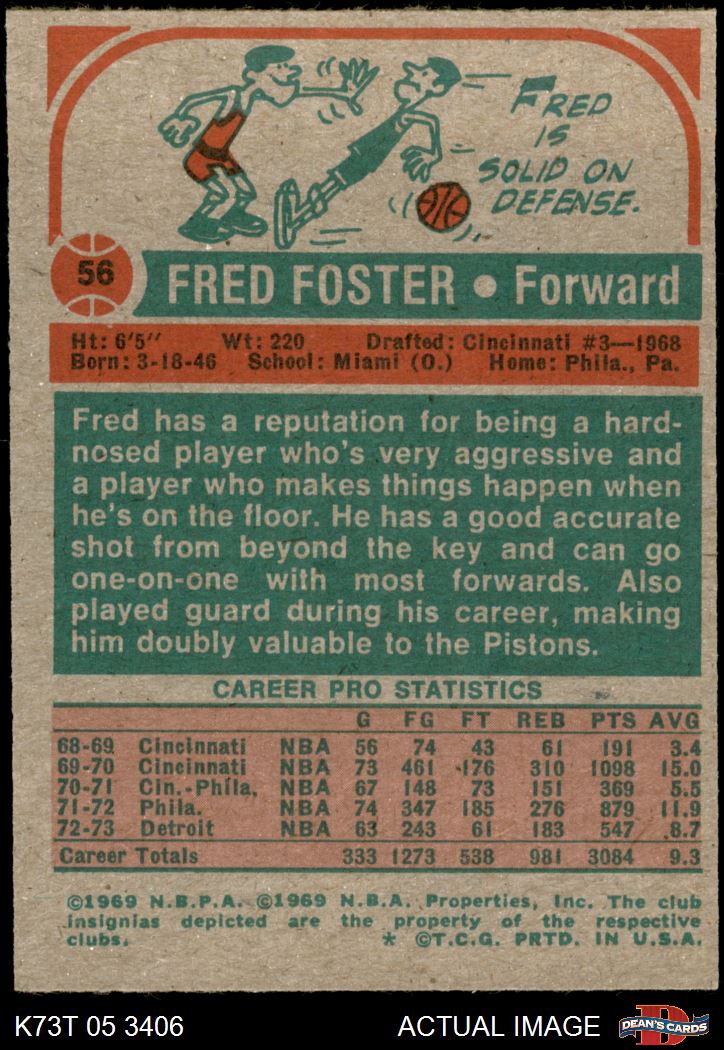 FRED
IS
SOLID ON
DEFENSE.
56 FRED FOSTER • Forward
Ht: 6'5" Wt: 220 Drafted: Cincinnati #3—1968
Born: 3-18-46 School: Miami (O.) Home: Phila., Pa.
Fred has a reputation for being a hard-
nosed player who's very aggressive and
a player who makes things happen when
he's on the floor. He has a good accurate
shot from beyond the key and can go
one-on-one with most forwards. Also
played guard during his career, making
him doubly valuable to the Pistons.
CAREER PRO STATISTICS
G FG FT REB PTS AVG
68-69 Cincinnati NBA 56 74 43 61 191 3.4
69-70 Cincinnati NBA 73 461 176 310 1098 15.0
70-71 Cin.-Phila. NBA 67 148 73 151 369 5.5
71-72 Phila. NBA 74 347 185 276 879 11.9
72-73 Detroit NBA 63 243 61 183 547 8.7
Career Totals 333 1273 538 981 3084 9.3
©1969 N.B.P.A. ©1969 N.B.A. Properties, Inc. The club
insignias depicted are the property of the respective
clubs. * ©T.C.G. PRTD. IN U.S.A.
K73T 05 3406 ACTUAL IMAGE D DEAN'S CARDS